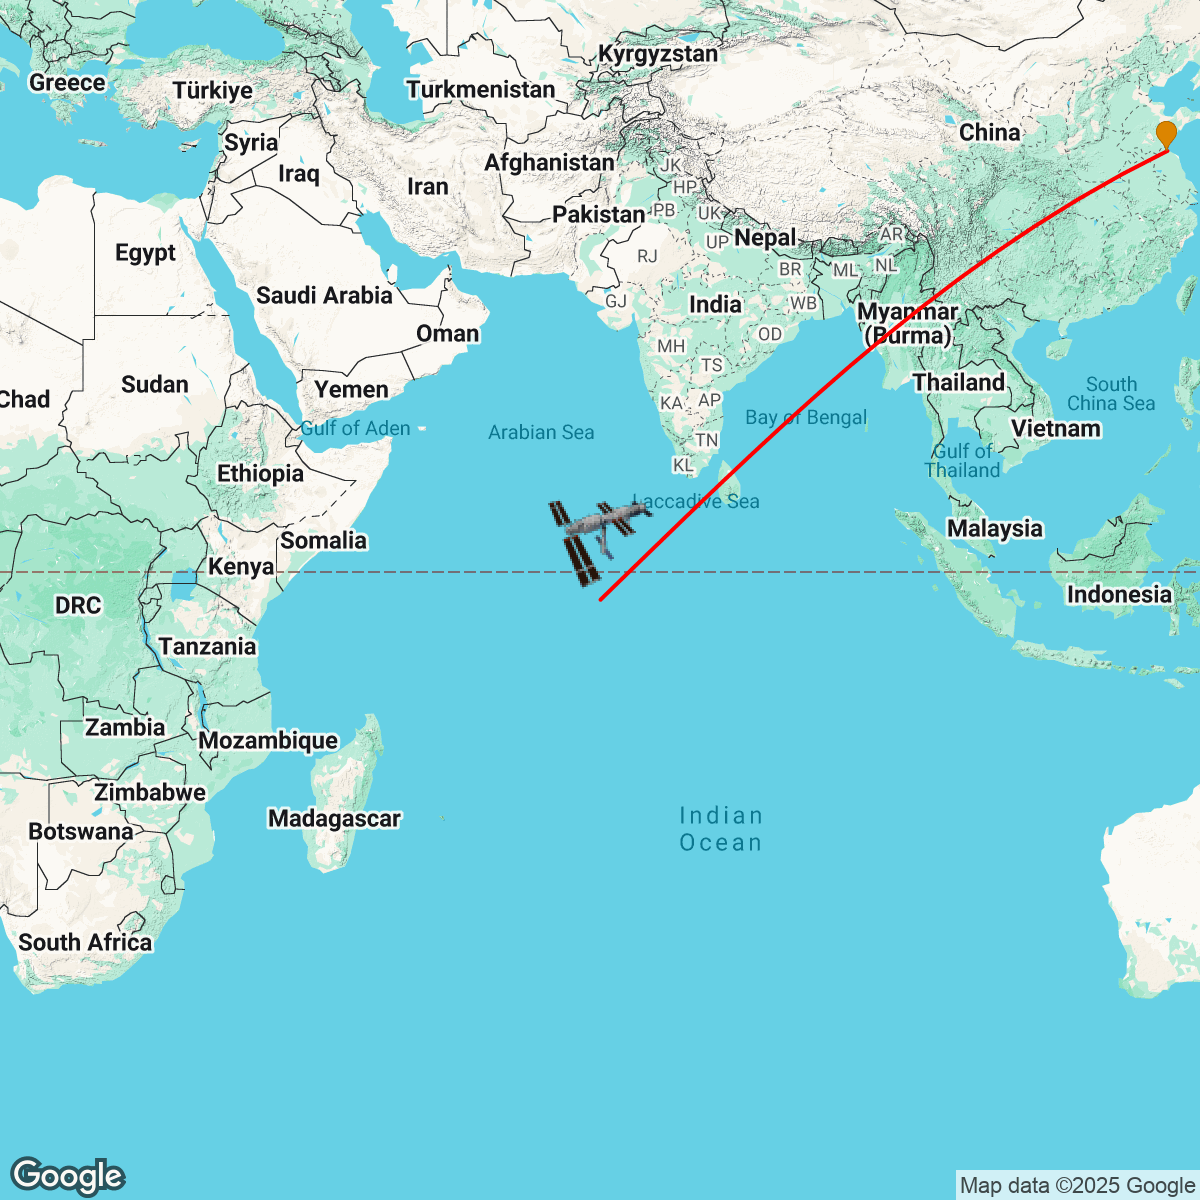 Kyrgyzstan
Greece
Türkiye
Turkmenistan
China
Syria
Afghanistan
JK
Iraq
Iran
HP
Pakistan
PB
UK
Nepal
AR
UP
Egypt
RJ
BR
ML
NL
Saudi Arabia
GJ
India
WB
Myanmar
(Burma)
Oman
OD
MH
TS
Sudan
Yemen
Thailand
South
China Sea
Chad
KA
AP
Bay of Bengal
Gulf of Aden
Arabian Sea
Vietnam
TN
Gulf of
Thailand
KL
Ethiopia
Laccadive Sea
Malaysia
Somalia
Kenya
Indonesia
DRC
Tanzania
Zambia
Mozambique
Zimbabwe
Madagascar
Indian
Ocean
Botswana
South Africa
Google
Map data ©2025 Google